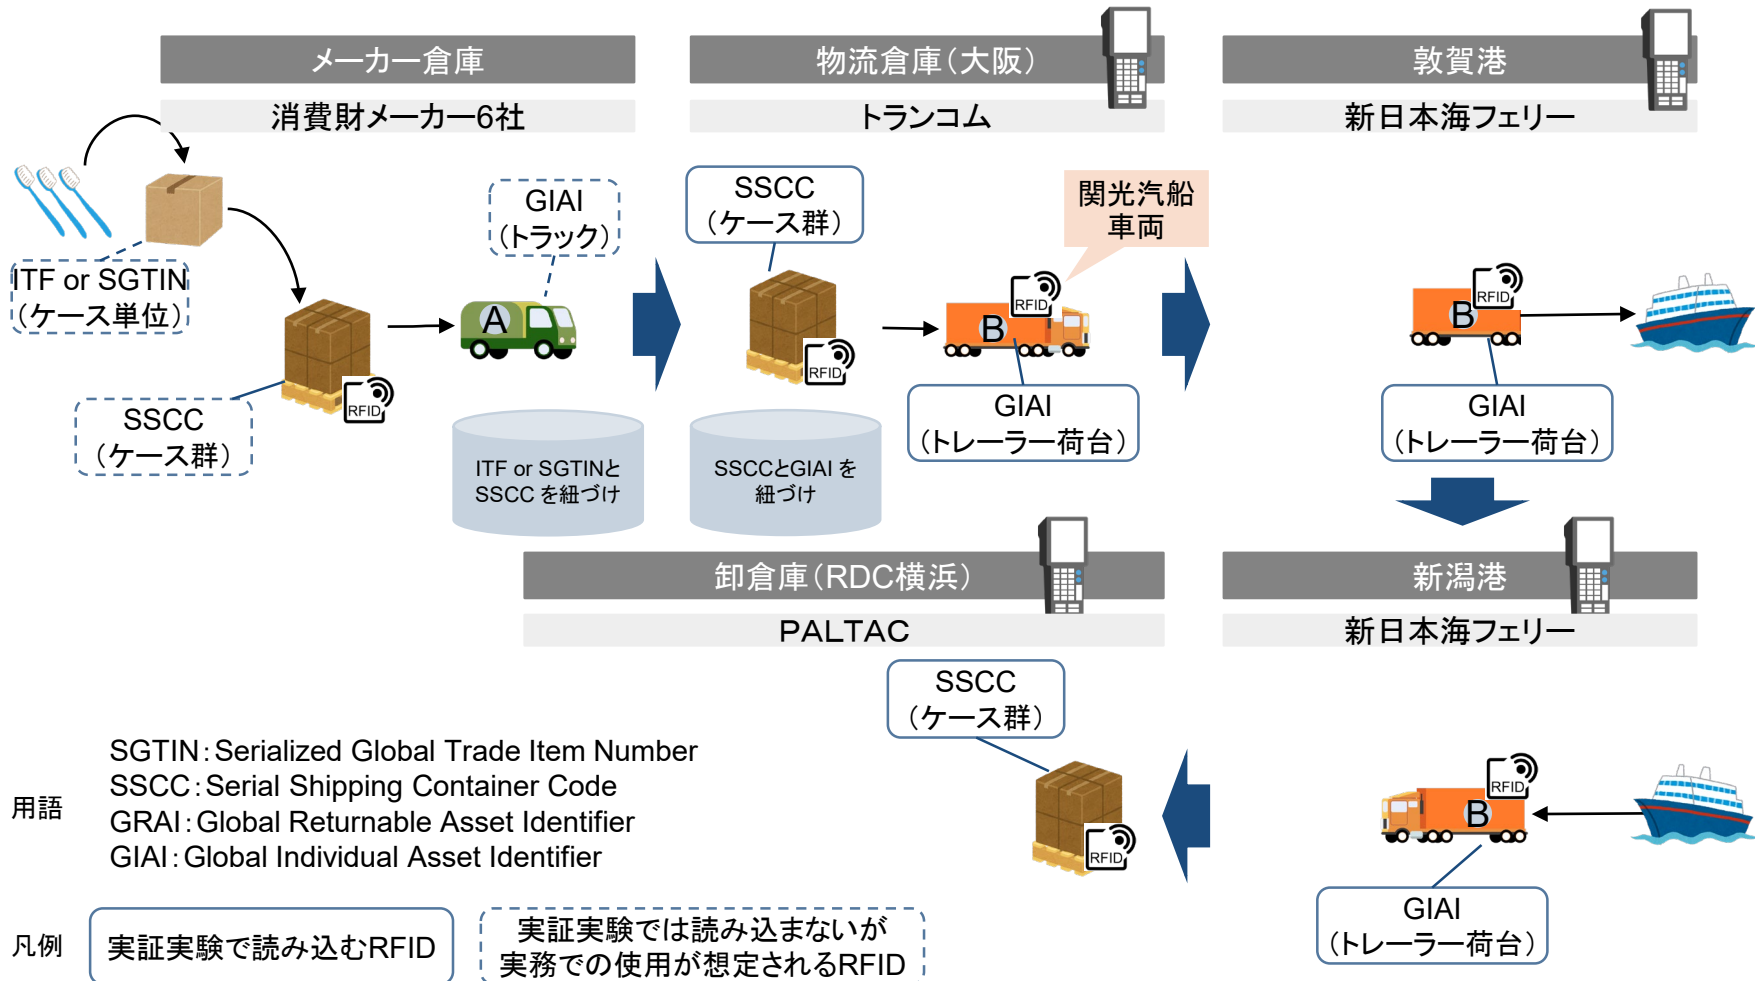 メーカー倉庫
消費財メーカー6社
物流倉庫(大阪)
トランコム
敦賀港
新日本海フェリー
ITF or SGTIN
(ケース単位)
SSCC
(ケース群)
RFID
GIAI
(トラック)
A
ITF or SGTINと
SSCC を紐づけ
SSCC
(ケース群)
RFID
関光汽船
車両
RFID
B
GIAI
(トレーラー荷台)
SSCCとGIAI を
紐づけ
RFID
B
GIAI
(トレーラー荷台)
卸倉庫(RDC横浜)
PALTAC
新潟港
新日本海フェリー
SSCC
(ケース群)
RFID
RFID
B
GIAI
(トレーラー荷台)
用語
SGTIN:Serialized Global Trade Item Number
SSCC:Serial Shipping Container Code
GRAI:Global Returnable Asset Identifier
GIAI:Global Individual Asset Identifier
凡例
実証実験で読み込むRFID
実証実験では読み込まないが
実務での使用が想定されるRFID